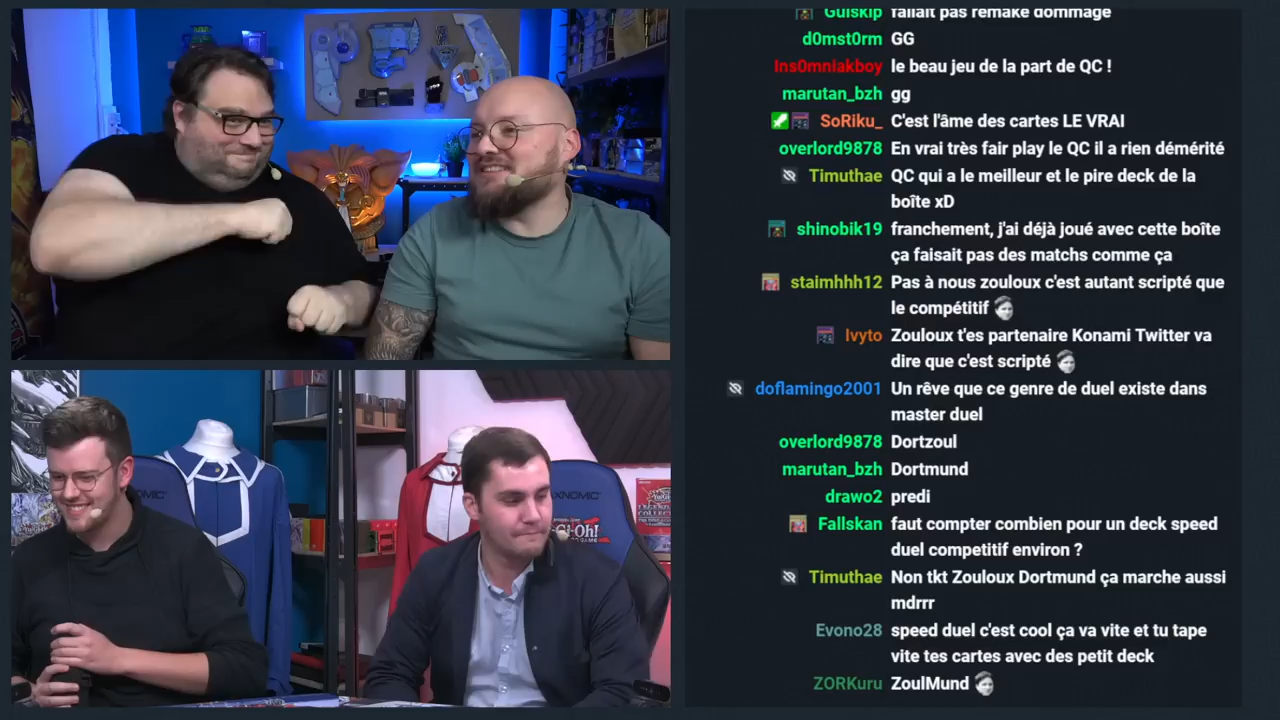 Guiskip fallait pas remake dommage
d0mst0rm GG
Ins0mniakboy le beau jeu de la part de QC !
marutan_bzh gg
SoRiku_ C'est l'âme des cartes LE VRAI
overlord9878 En vrai très fair play le QC il a rien démérité
Timuthae QC qui a le meilleur et le pire deck de la
boîte xD
shinobik19 franchement, j'ai déjà joué avec cette boîte
ça faisait pas des matchs comme ça
staimhhh12 Pas à nous zouloux c'est autant scripté que
le compétitif
Ivyto Zouloux t'es partenaire Konami Twitter va
dire que c'est scripté
doflamingo2001 Un rêve que ce genre de duel existe dans
master duel
overlord9878 Dortzoul
marutan_bzh Dortmund
drawo2 predi
Fallskan faut compter combien pour un deck speed
duel competitif environ ?
Timuthae Non tkt Zouloux Dortmund ça marche aussi
mdrrr
Evono28 speed duel c'est cool ça va vite et tu tape
vite tes cartes avec des petit deck
ZORKuru ZoulMund